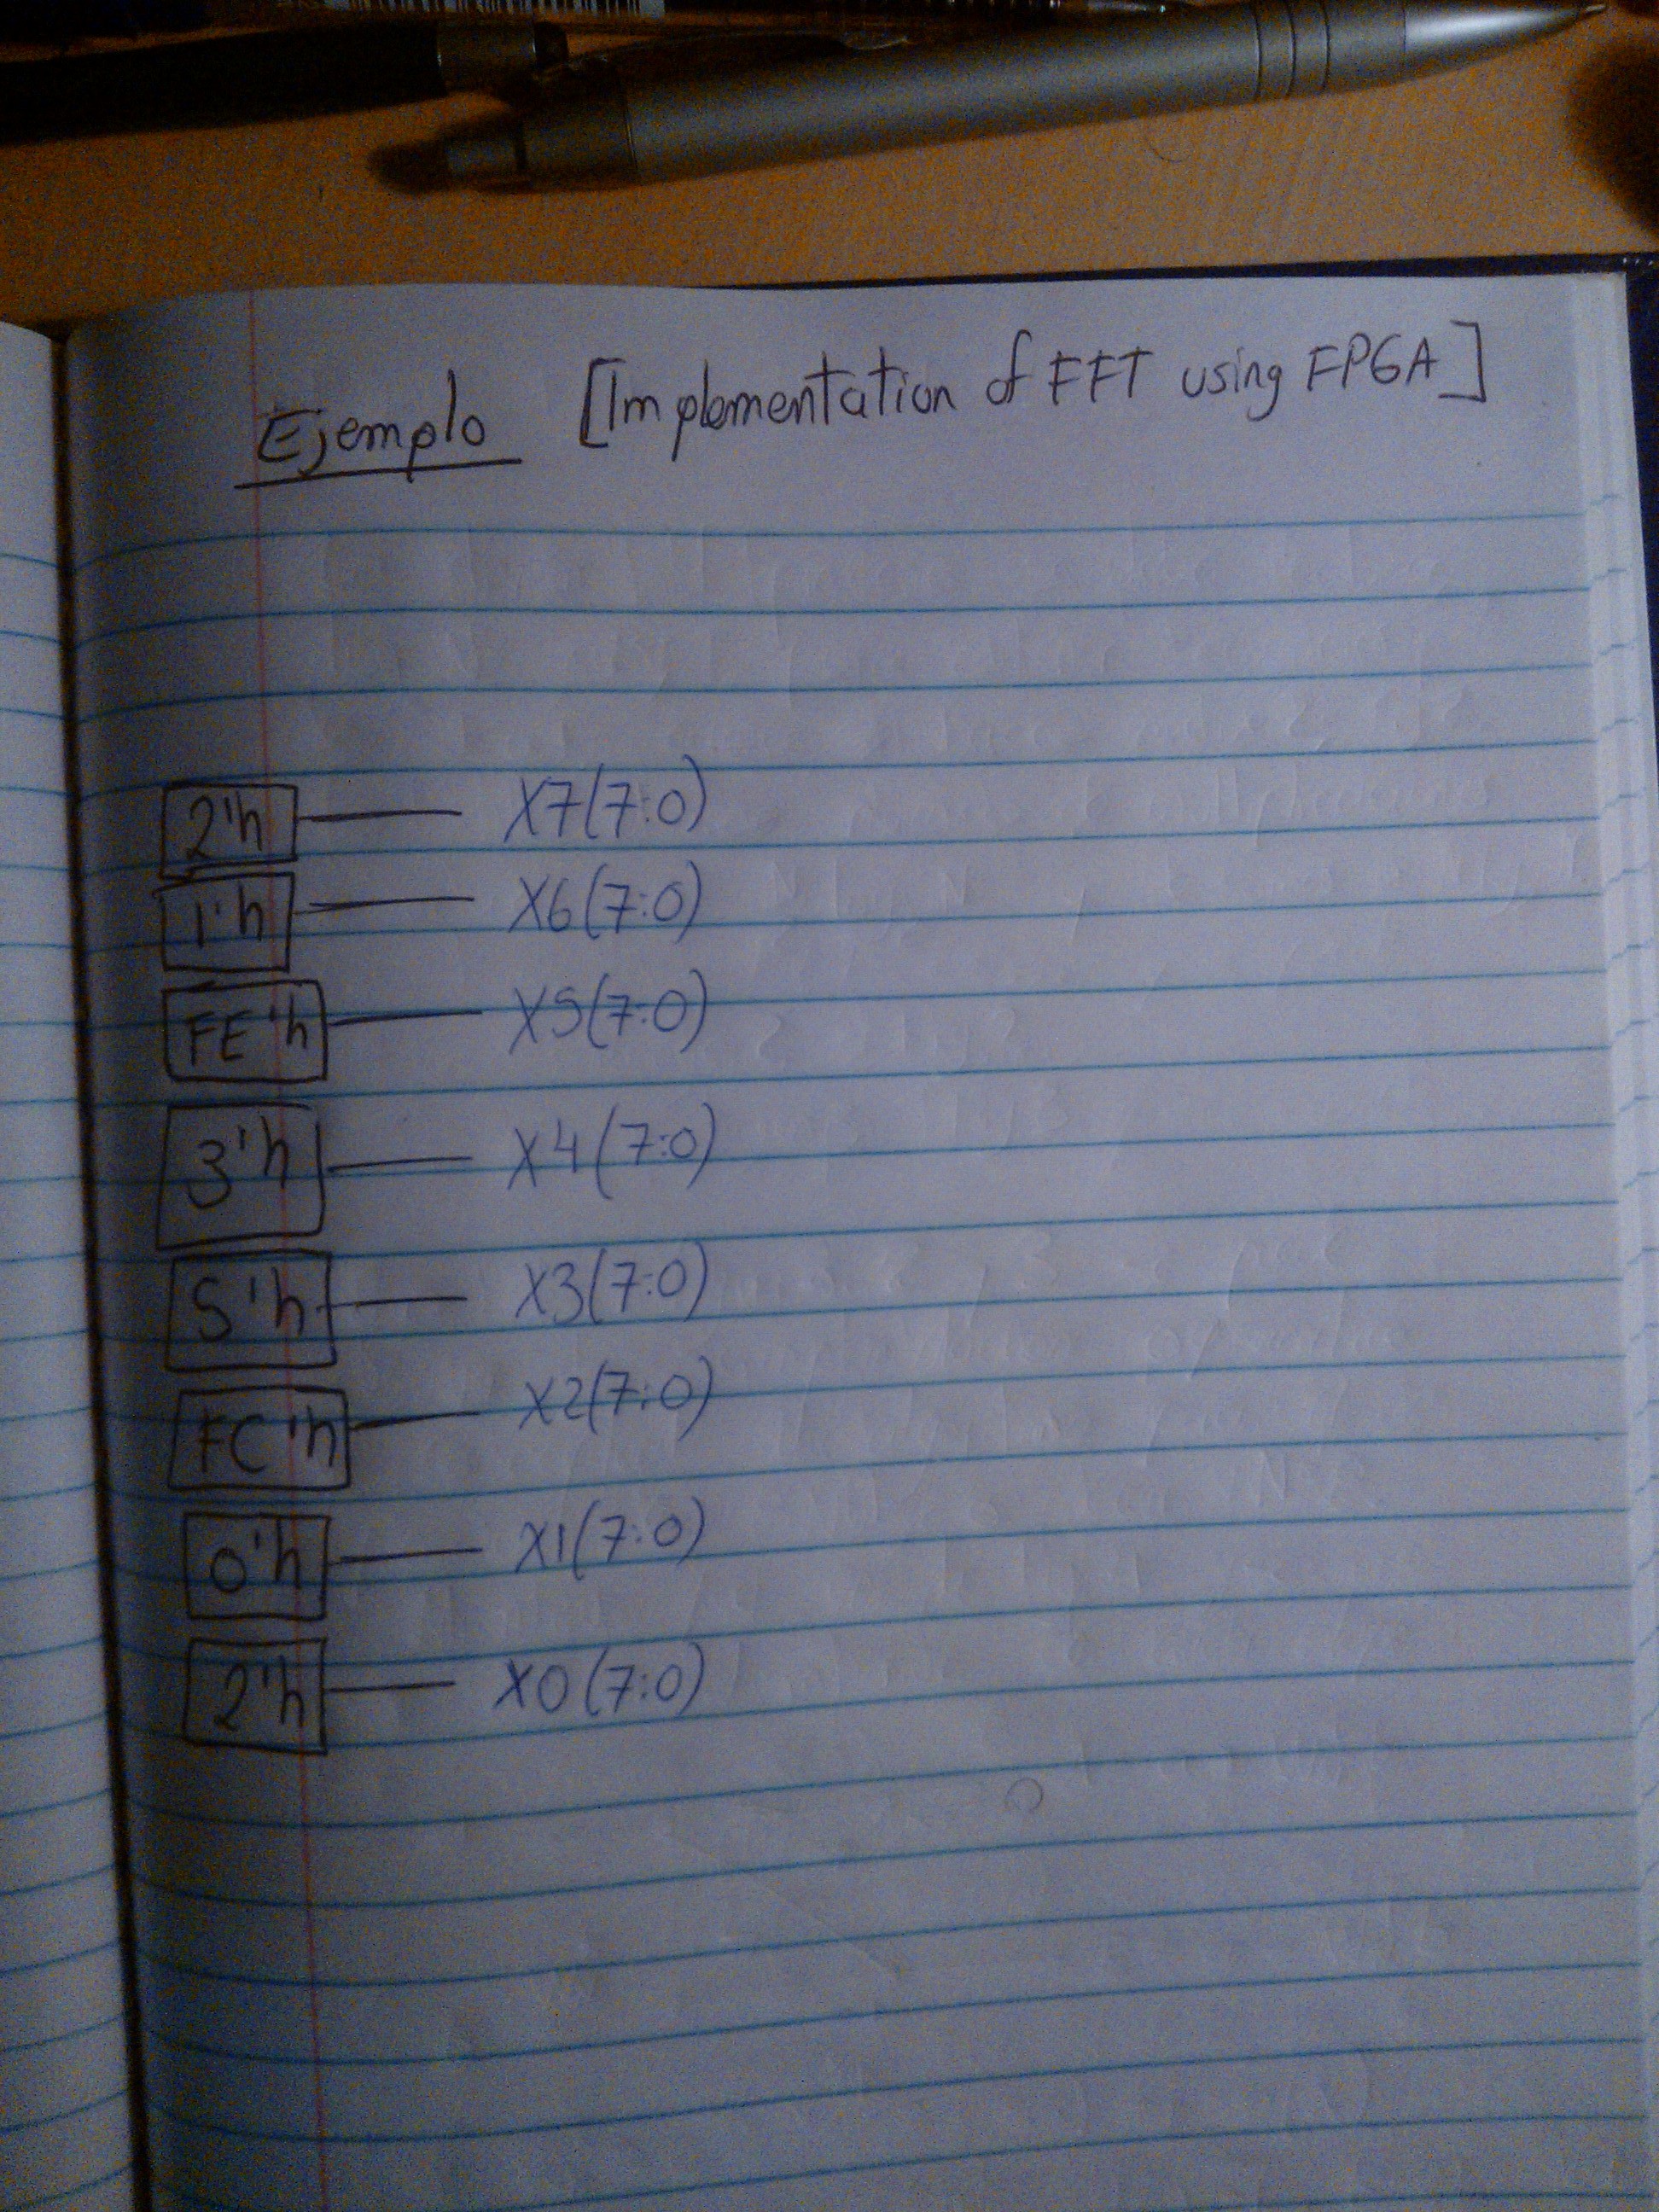 Ejemplo [Implementation of FFT using FPGA]
2'h X7(7:0)
1'h X6(7:0)
FE'h X5(7:0)
3'h X4(7:0)
5'h X3(7:0)
FC'h X2(7:0)
0'h X1(7:0)
2'h X0(7:0)